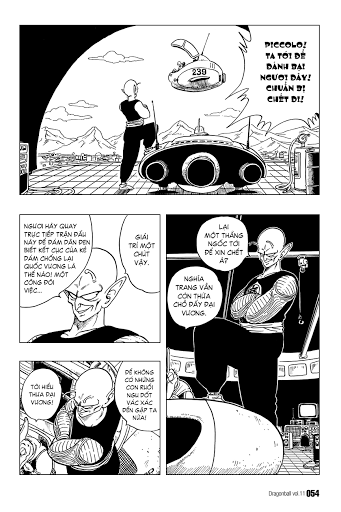 PICCOLO!
TA TỚI ĐỂ
ĐÁNH BẠI
NGƯƠI ĐÂY!
CHUẨN BỊ
CHẾT ĐI!
239
LẠI
MỘT THẰNG
NGỐC TỚI
ĐỂ XIN CHẾT
À?
NGHĨA
TRANG VẪN
CÒN THỪA
CHỖ ĐẤY ĐẠI
VƯƠNG.
GIẢI
TRÍ MỘT
CHÚT
VẬY.
NGƯƠI HÃY QUAY
TRỰC TIẾP TRẬN ĐẤU
NÀY ĐỂ ĐÁM DÂN ĐEN
BIẾT KẾT CỤC CỦA KẺ
DÁM CHỐNG LẠI
QUỐC VƯƠNG LÀ
THẾ NÀO! MỘT
CÔNG ĐÔI
VIỆC...
ĐỂ KHÔNG
CÓ NHỮNG
CON RUỒI
NGU DỐT
VÁC XÁC
ĐẾN GẶP TA
NỮA!
TÔI HIỂU
THƯA ĐẠI
VƯƠNG!
Dragonball vol.11 054